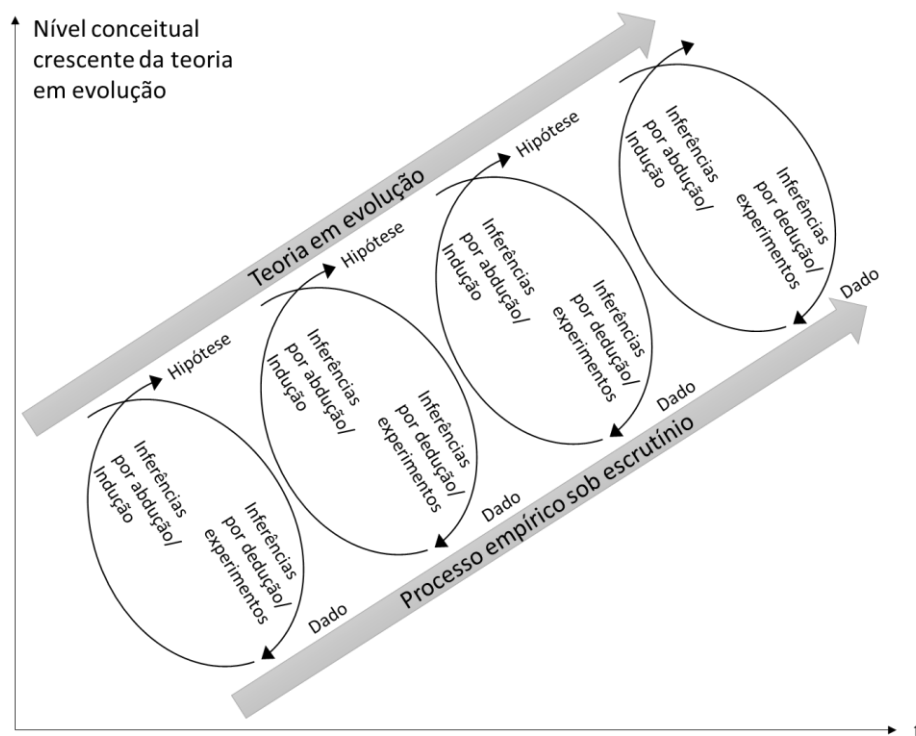 Nível conceitual
crescente da teoria
em evolução
Teoria em evolução
Hipótese
Inferências
por abdução/
Indução
Inferências
por dedução/
experimentos
Dado
Hipótese
Inferências
por abdução/
Indução
Inferências
por dedução/
experimentos
Dado
Hipótese
Inferências
por abdução/
Indução
Inferências
por dedução/
experimentos
Dado
Inferências
por abdução/
Indução
Inferências
por dedução/
experimentos
Dado
Processo empírico sob escrutínio
t